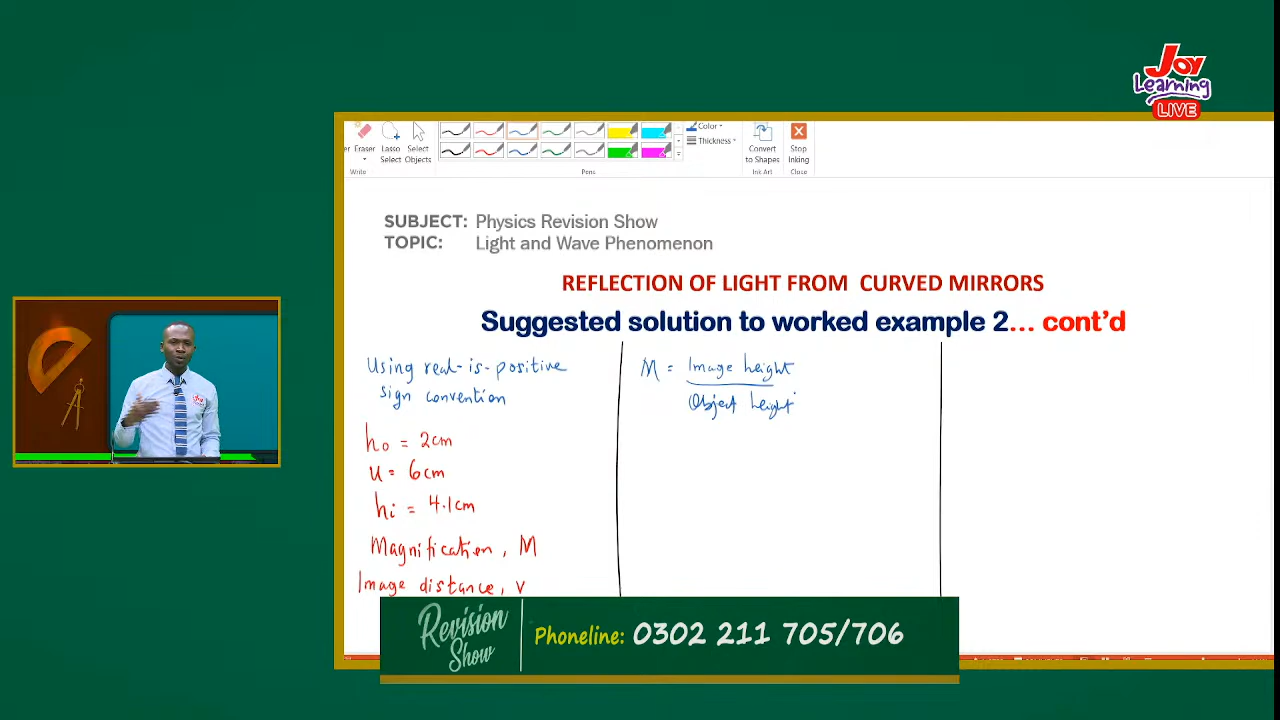 Joy
Learning
LIVE
Eraser
Lasso
Select
Select
Objects
Color
Thickness
Convert
to Shapes
Stop
Inking
Write
Pens
Ink Art
Close
SUBJECT: Physics Revision Show
TOPIC: Light and Wave Phenomenon
REFLECTION OF LIGHT FROM CURVED MIRRORS
Suggested solution to worked example 2... cont'd
Using real-is-positive
sign convention
ho = 2cm
u = 6cm
hi = 4.1cm
Magnification, M
Image distance, v
M = Image height
Object height
Revision
Show
Phoneline: 0302 211 705/706